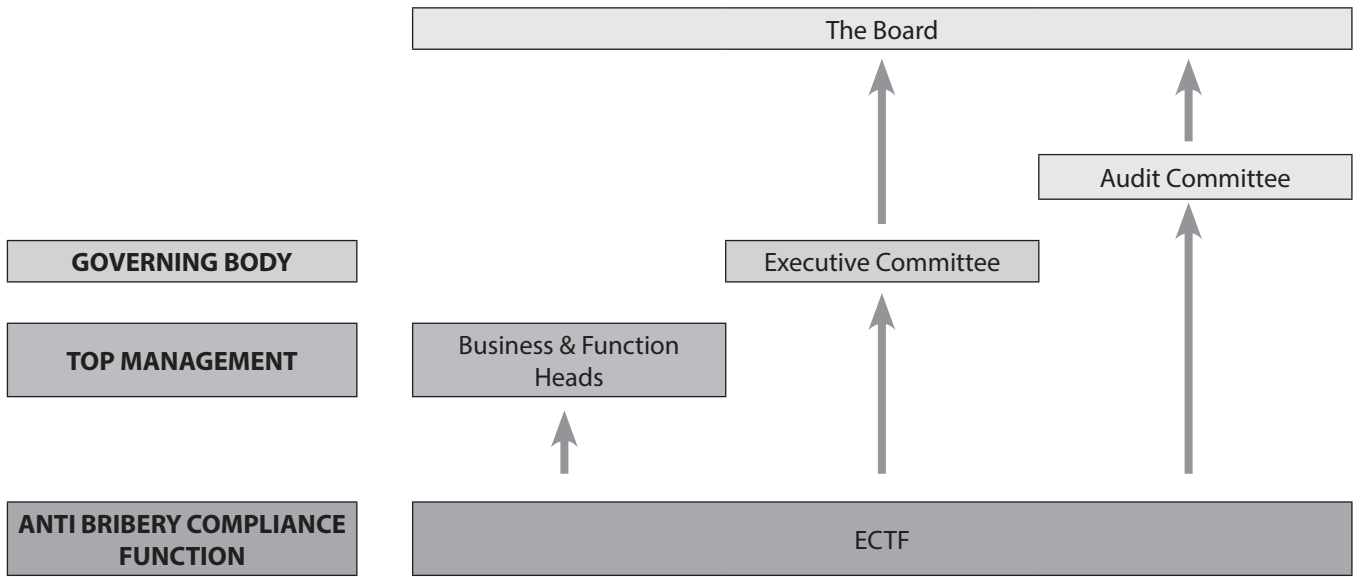 The Board
Audit Committee
GOVERNING BODY
Executive Committee
TOP MANAGEMENT
Business & Function
Heads
ANTI BRIBERY COMPLIANCE
FUNCTION
ECTF